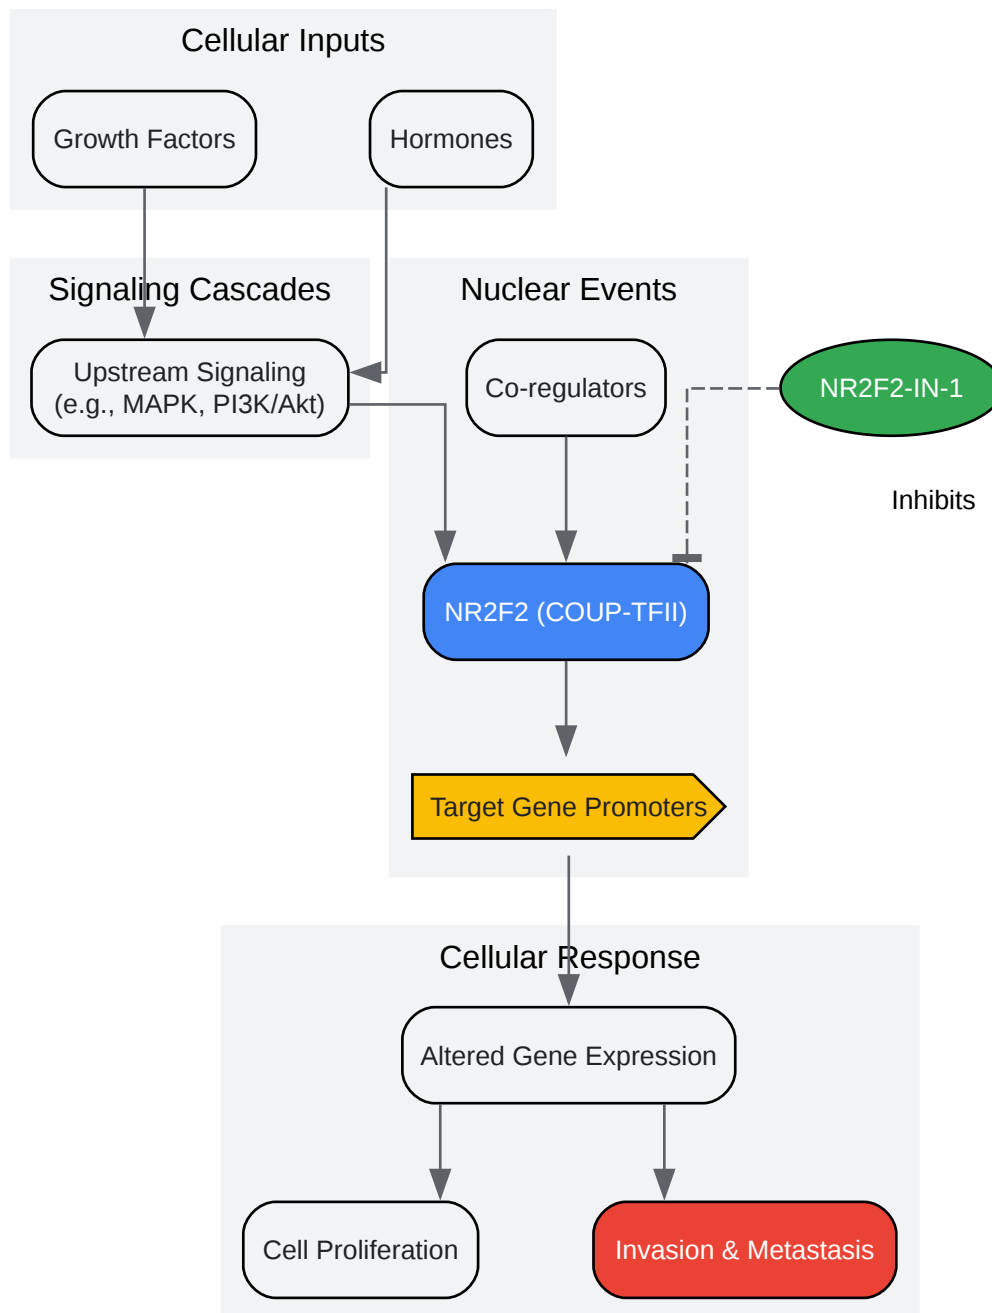 Cellular Inputs
Growth Factors
Hormones
Signaling Cascades
Nuclear Events
Upstream Signaling
(e.g., MAPK, PI3K/Akt)
Co-regulators
NR2F2-IN-1
Inhibits
NR2F2 (COUP-TFII)
Target Gene Promoters
Cellular Response
Altered Gene Expression
Cell Proliferation
Invasion & Metastasis